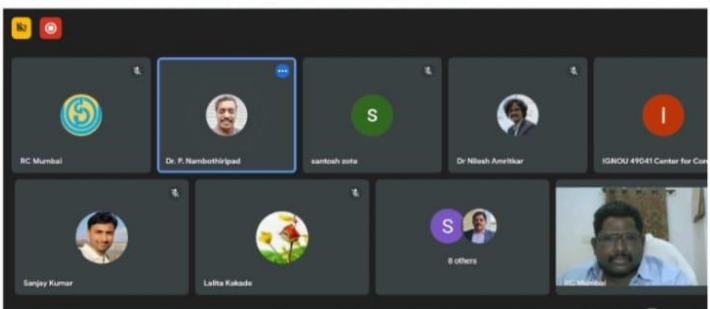 RC Mumbai
Dr. P. Nambothiripad
S
santosh zote
Dr Nilesh Amritkar
I
IGNOU 49041 Center for Con
Sanjay Kumar
Lalita Kakade
S
8 others
RC Mumbai